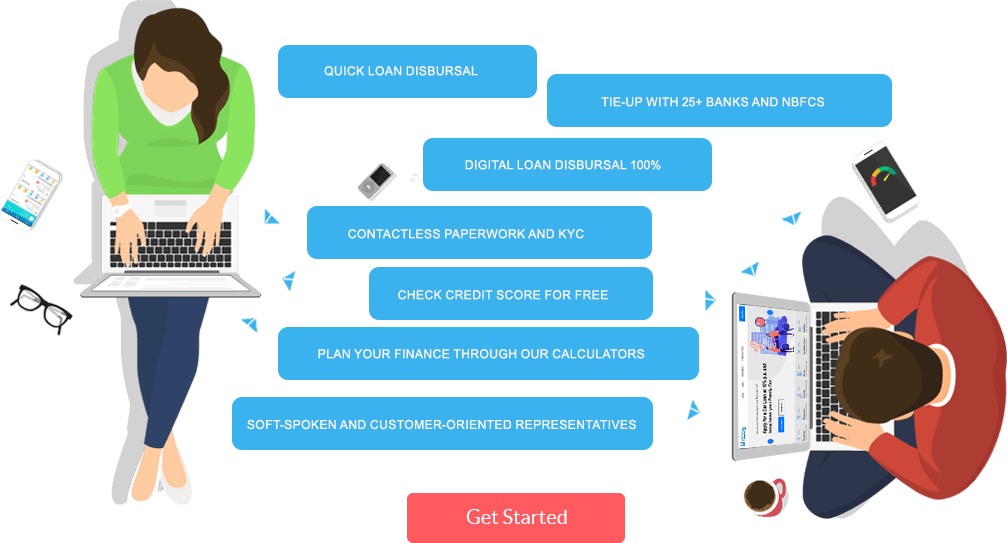 QUICK LOAN DISBURSAL
TIE-UP WITH 25+ BANKS AND NBFCS
DIGITAL LOAN DISBURSAL 100%
CONTACTLESS PAPERWORK AND KYC
CHECK CREDIT SCORE FOR FREE
PLAN YOUR FINANCE THROUGH OUR CALCULATORS
SOFT-SPOKEN AND CUSTOMER-ORIENTED REPRESENTATIVES
Get Started